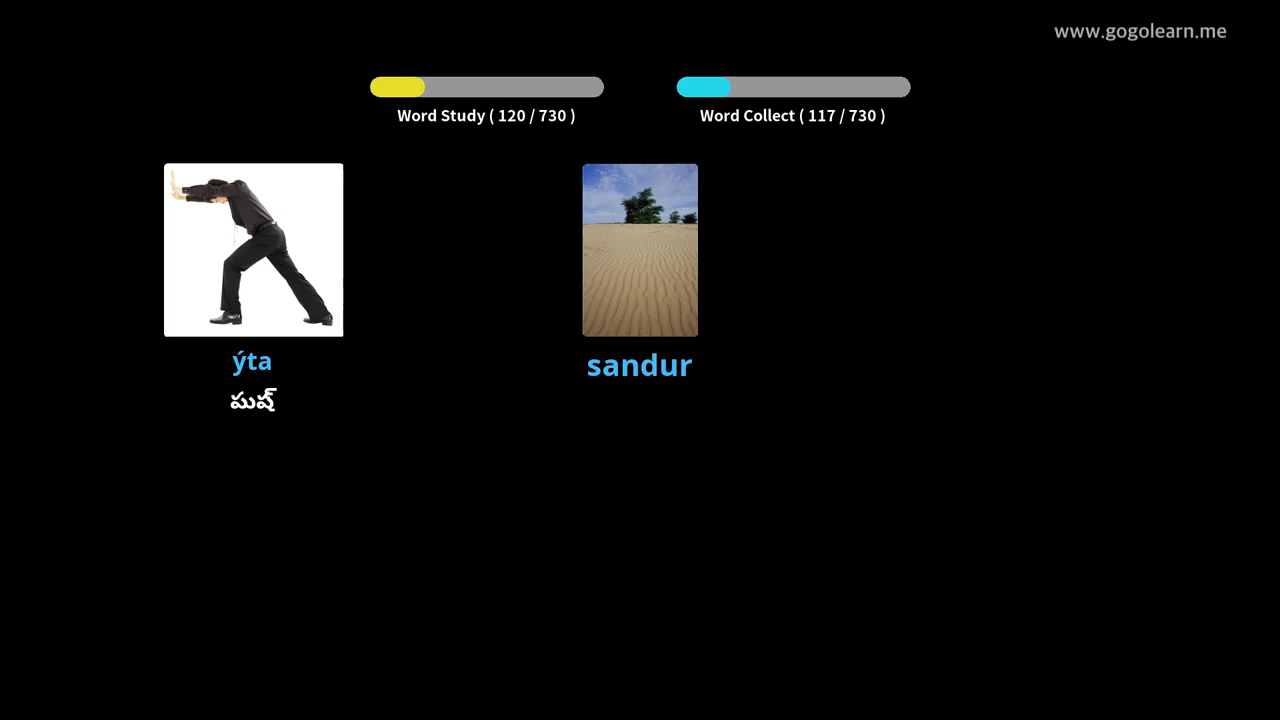 www.gogolearn.me
Word Study ( 120 / 730 )
Word Collect ( 117 / 730 )
ýta
పుష్
sandur